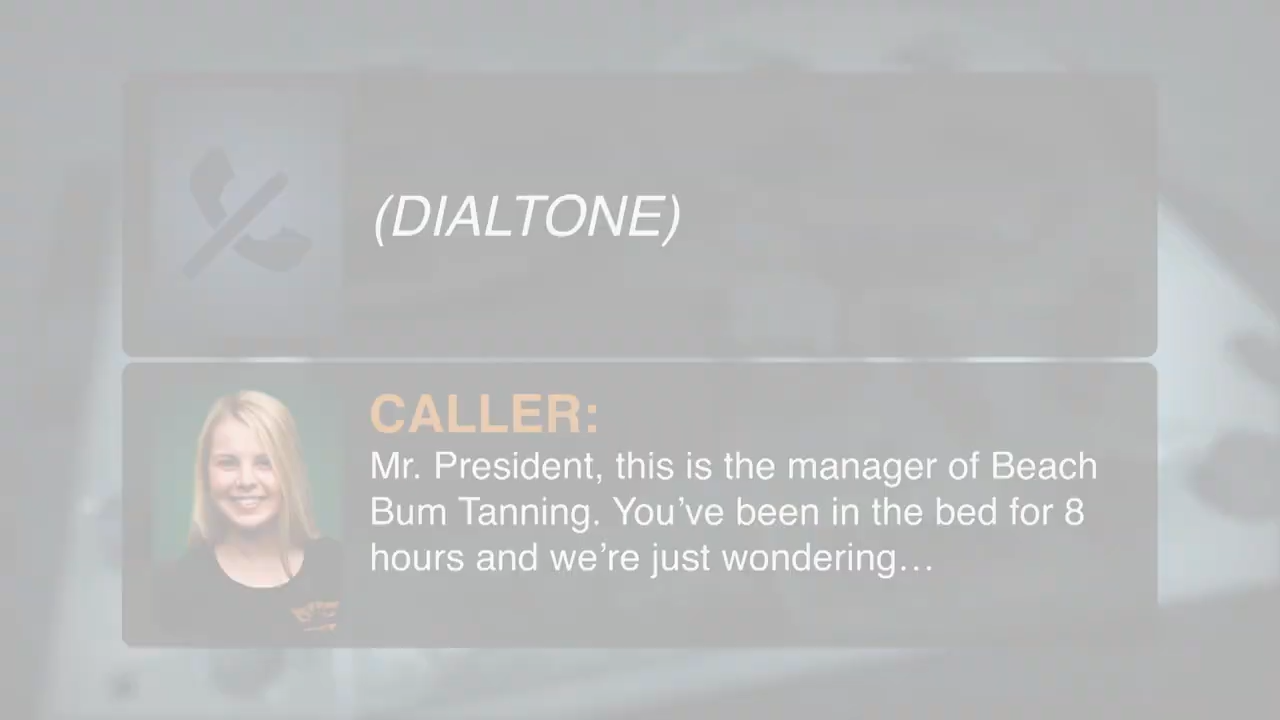 (DIALTONE)
CALLER:
Mr. President, this is the manager of Beach
Bum Tanning. You’ve been in the bed for 8
hours and we’re just wondering…